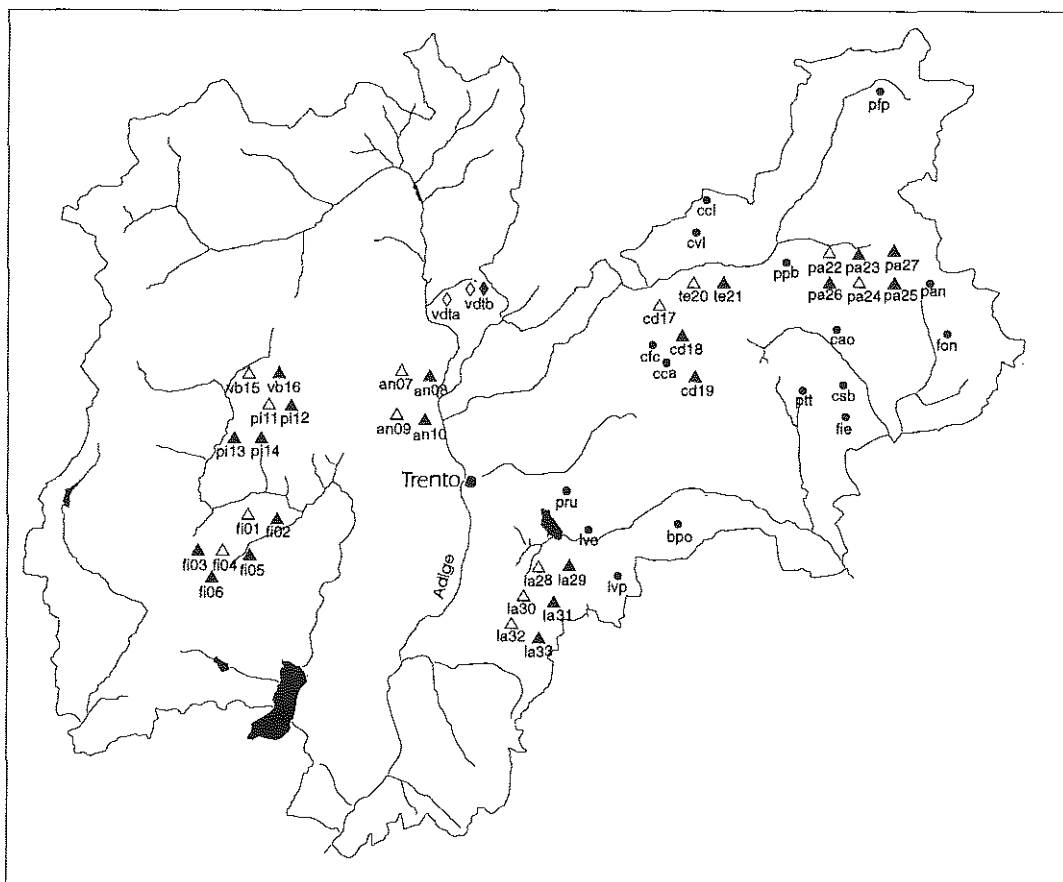 pfp
ccl
cvl
ppb
pa22 pa23 pa27
pa26 pa24 pa25 pan
vdta vdtb
te20 te21
cd17
cd18
cao
fon
cfc
cca
cd19
ptt
csb
fie
vb15 vb16
an07 an08
pi11 pi12
an09 an10
pi13 pi14
Trento
pru
fi01 fi02
lve
bpo
fi03 fi04 fi05
fi06
Adige
la28 la29
lvp
la30 la31
la32
la33